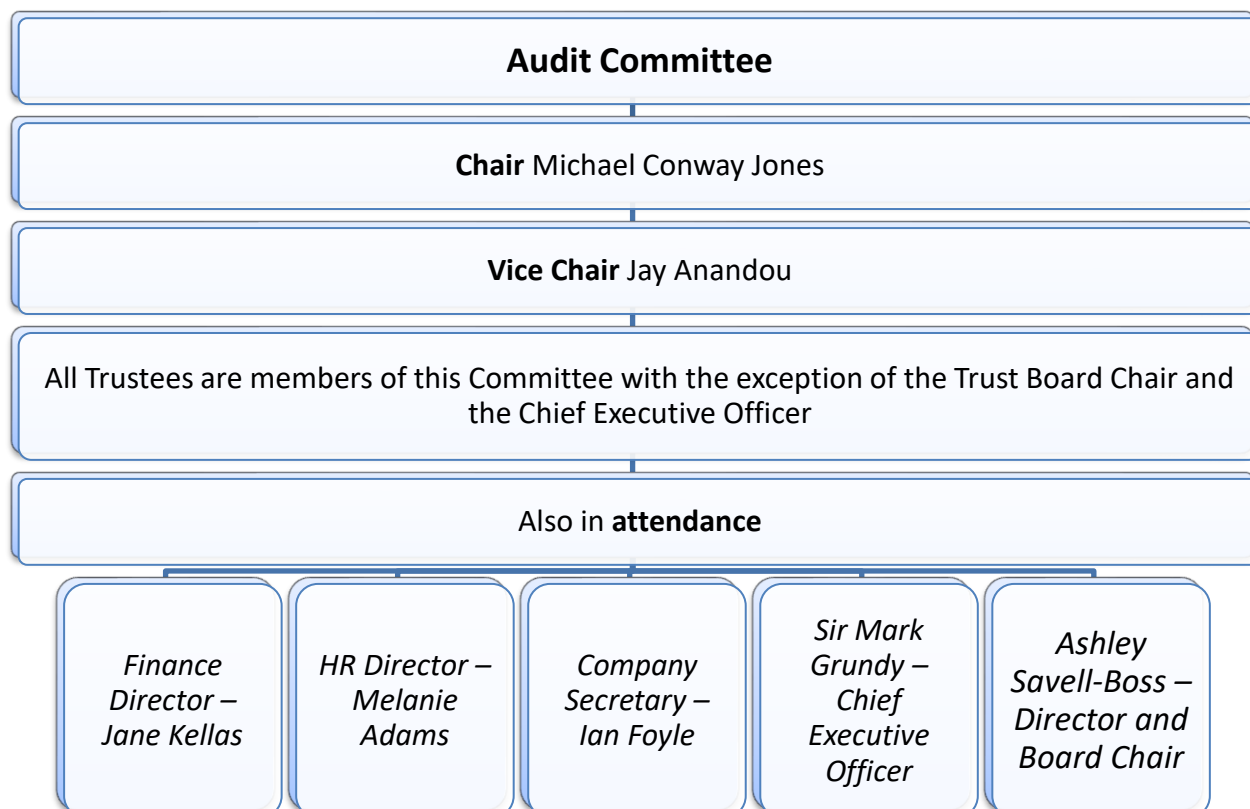 Audit Committee
Chair Michael Conway Jones
Vice Chair Jay Anandou
All Trustees are members of this Committee with the exception of the Trust Board Chair and
the Chief Executive Officer
Also in attendance
Finance
Director –
Jane Kellas
HR Director –
Melanie
Adams
Company
Secretary –
Ian Foyle
Sir Mark
Grundy –
Chief
Executive
Officer
Ashley
Savell-Boss –
Director and
Board Chair